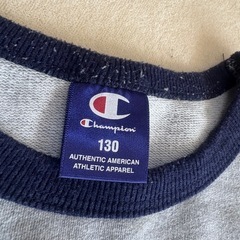 Champion
130
AUTHENTIC AMERICAN
ATHLETIC APPAREL